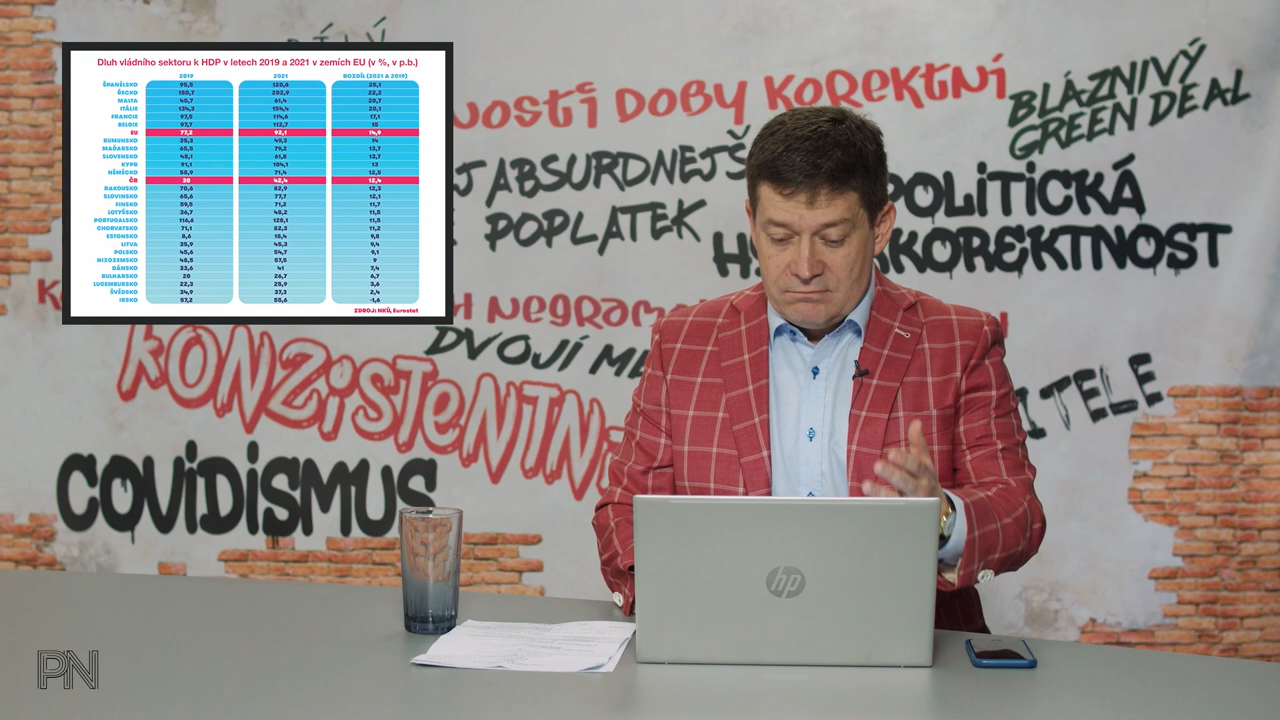 Dluh vládního sektoru k HDP v letech 2019 a 2021 v zemích EU (v %, v p.b.)
2019 2021 ROZDÍL (2021 A 2019)
ŠPANĚLSKO 95,5 120,6 25,1
ŘECKO 180,7 202,9 22,2
MALTA 40,7 61,4 20,7
ITÁLIE 134,3 154,4 20,1
FRANCIE 97,5 114,6 17,1
BELGIE 97,7 112,7 15
EU 77,2 92,1 14,9
RUMUNSKO 35,3 49,3 14
MAĎARSKO 65,5 79,2 13,7
SLOVENSKO 48,1 61,8 13,7
KYPR 91,1 104,1 13
NĚMECKO 58,9 71,4 12,5
ČR 30 42,4 12,4
RAKOUSKO 70,6 82,9 12,3
SLOVINSKO 65,6 77,7 12,1
FINSKO 59,5 71,2 11,7
LOTYŠSKO 36,7 48,2 11,5
PORTUGALSKO 116,6 128,1 11,5
CHORVATSKO 71,1 82,3 11,2
ESTONSKO 8,6 18,4 9,8
LITVA 35,9 45,3 9,4
POLSKO 45,6 54,7 9,1
NIZOZEMSKO 48,5 57,5 9
DÁNSKO 33,6 41 7,4
BULHARSKO 20 26,7 6,7
LUCEMBURSKO 22,3 25,9 3,6
ŠVÉDSKO 34,9 37,3 2,4
IRSKO 57,2 55,6 -1,6
ZDROJ: NKÚ, Eurostat
NOSTÍ DOBY KOREKTNÍ
BLÁZNIVÝ
GREEN DEAL
J ABSURDNEJŠ
POPLATEK
POLITICKÁ
H KOREKTNOST
H NEGRAM
DVOJÍ ME
KONZISTENTN
ITELE
COVIDISMUS
hp
PN